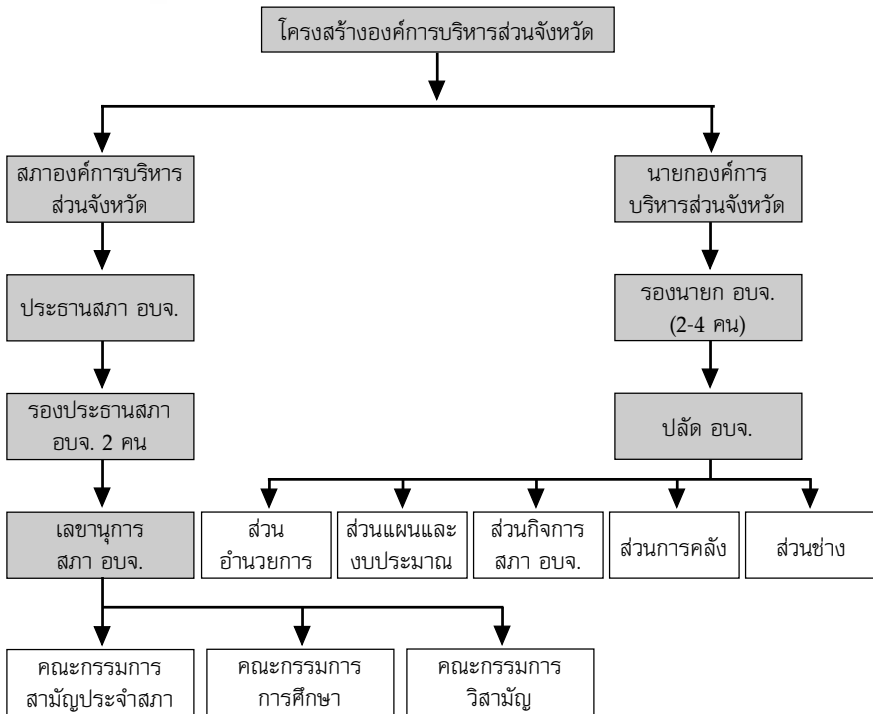 โครงสร้างองค์การบริหารส่วนจังหวัด
สภาองค์การบริหาร
ส่วนจังหวัด
นายกองค์การ
บริหารส่วนจังหวัด
ประธานสภา อบจ.
รองนายก อบจ.
(2-4 คน)
รองประธานสภา
อบจ. 2 คน
ปลัด อบจ.
เลขานุการ
สภา อบจ.
ส่วน
อำนวยการ
ส่วนแผนและ
งบประมาณ
ส่วนกิจการ
สภา อบจ.
ส่วนการคลัง
ส่วนช่าง
คณะกรรมการ
สามัญประจำสภา
คณะกรรมการ
การศึกษา
คณะกรรมการ
วิสามัญ